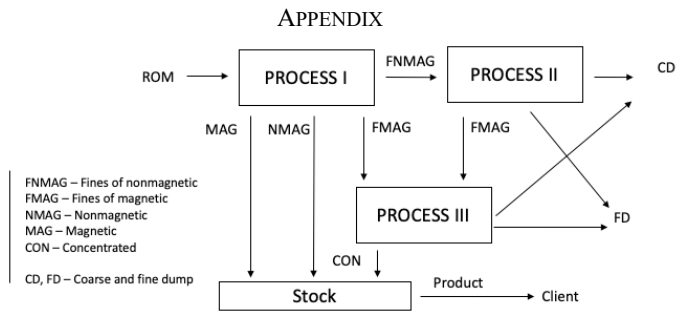 APPENDIX
ROM
PROCESS I
FNMAG
PROCESS II
CD
MAG
NMAG
FMAG
FMAG
FNMAG – Fines of nonmagnetic
FMAG – Fines of magnetic
NMAG – Nonmagnetic
MAG – Magnetic
CON – Concentrated
CD, FD – Coarse and fine dump
PROCESS III
FD
CON
Stock
Product
Client